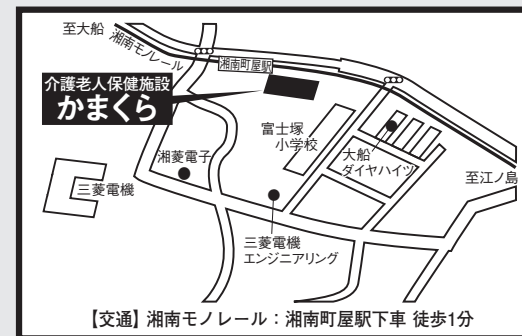 至大船
湘南モノレール
湘南町屋駅
介護老人保健施設
かまくら
富士塚
小学校
湘菱電子
大船
ダイヤハイツ
至江ノ島
三菱電機
三菱電機
エンジニアリング
【交通】湘南モノレール：湘南町屋駅下車 徒歩1分